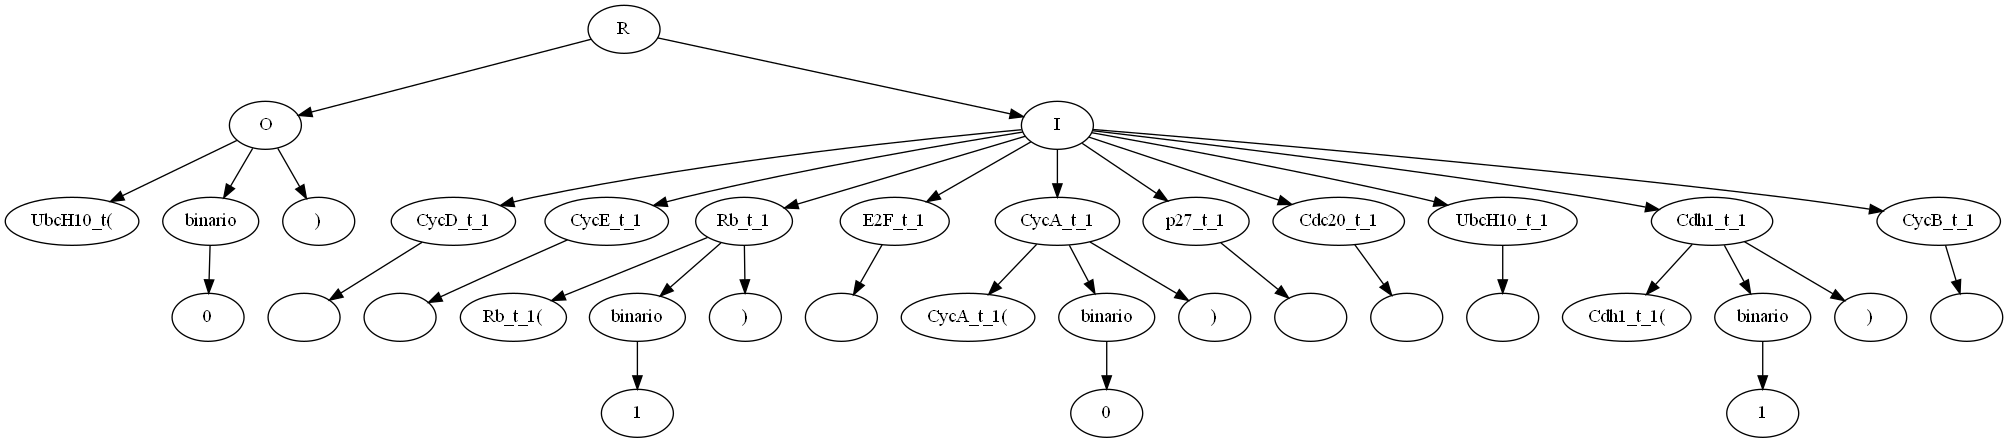 R
O I
UbcH10_t( binario ) CycD_t_1 CycE_t_1 Rb_t_1 E2F_t_1 CycA_t_1 p27_t_1 Cdc20_t_1 UbcH10_t_1 Cdh1_t_1 CycB_t_1
0 Rb_t_1( binario ) CycA_t_1( binario ) Cdh1_t_1( binario )
1 0 1